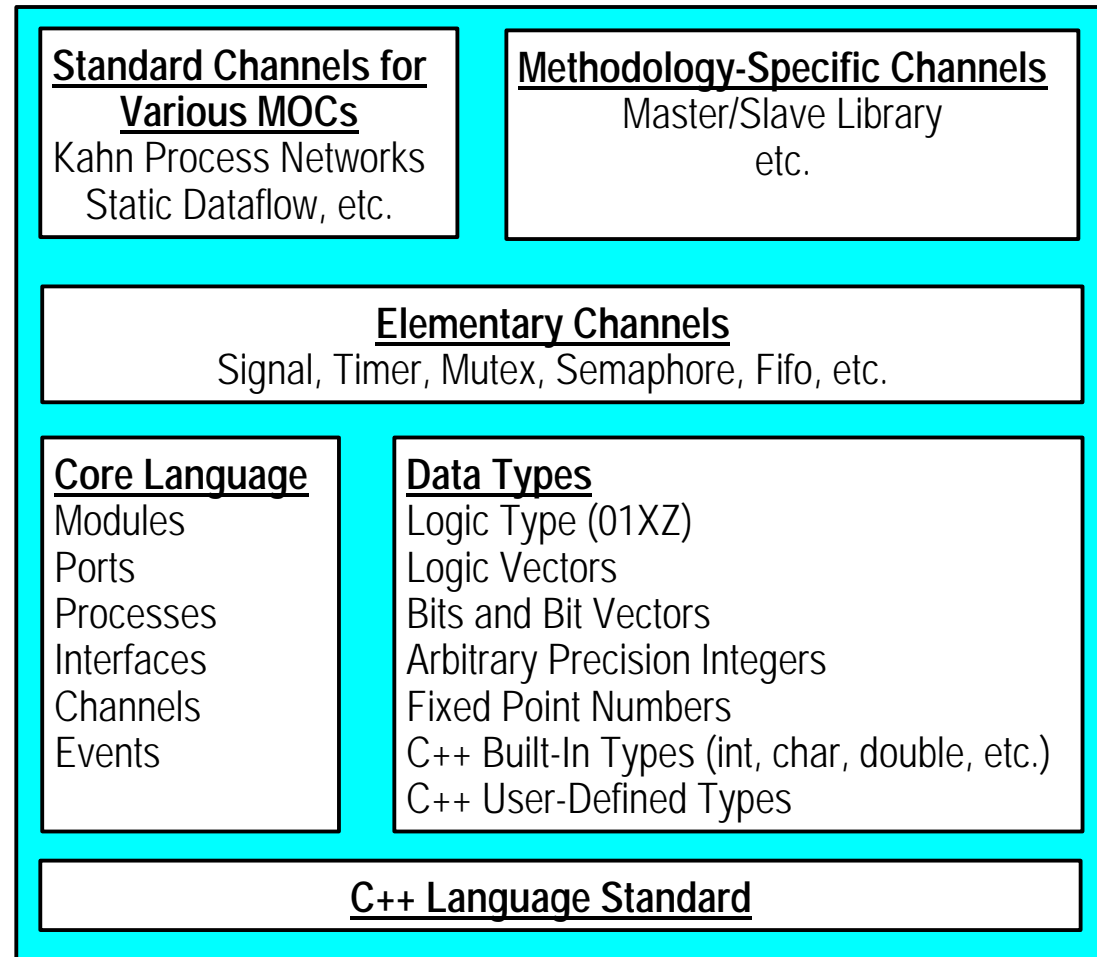 Standard Channels for
Various MOCs
Kahn Process Networks
Static Dataflow, etc.
Methodology-Specific Channels
Master/Slave Library
etc.
Elementary Channels
Signal, Timer, Mutex, Semaphore, Fifo, etc.
Core Language
Modules
Ports
Processes
Interfaces
Channels
Events
Data Types
Logic Type (01XZ)
Logic Vectors
Bits and Bit Vectors
Arbitrary Precision Integers
Fixed Point Numbers
C++ Built-In Types (int, char, double, etc.)
C++ User-Defined Types
C++ Language Standard